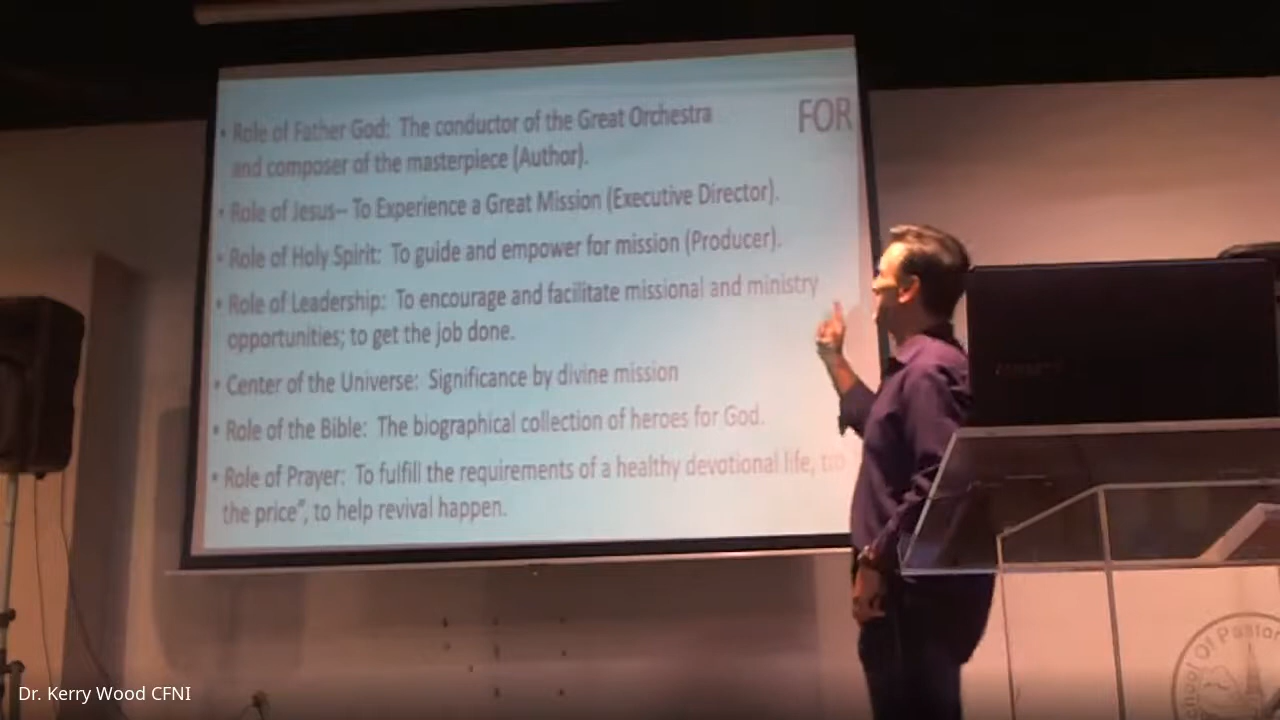 FOR
• Role of Father God: The conductor of the Great Orchestra
and composer of the masterpiece (Author).
• Role of Jesus– To Experience a Great Mission (Executive Director).
• Role of Holy Spirit: To guide and empower for mission (Producer).
• Role of Leadership: To encourage and facilitate missional and ministry
opportunities; to get the job done.
• Center of the Universe: Significance by divine mission
• Role of the Bible: The biographical collection of heroes for God.
• Role of Prayer: To fulfill the requirements of a healthy devotional life,
the price”, to help revival happen.
Of Pastor
Dr. Kerry Wood CFNI